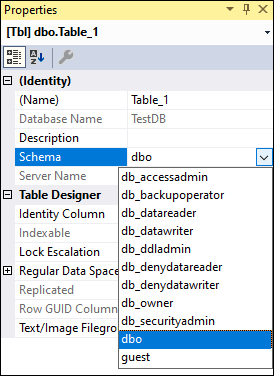 Properties
[Tbl] dbo.Table_1
(Identity)
(Name) Table_1
Database Name TestDB
Description
Schema dbo
Server Name
db_accessadmin
db_backupoperator
Table Designer
db_datareader
Identity Column
db_datawriter
Indexable
db_ddladmin
Lock Escalation
db_denydatareader
Regular Data Space
db_denydatawriter
Replicated
db_owner
Row GUID Column
db_securityadmin
Text/Image Filegro
dbo
guest